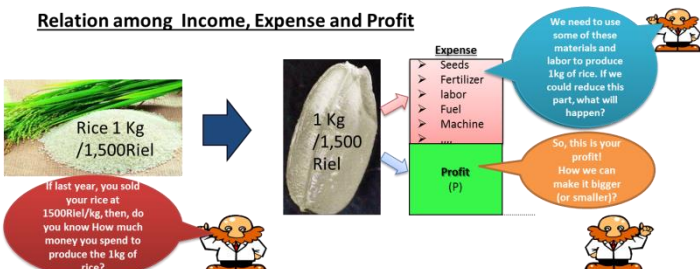 Relation among Income, Expense and Profit
We need to use
some of these
materials and
labor to produce
1kg of rice. If we
could reduce this
part, what will
happen?
Expense
➢ Seeds
➢ Fertilizer
➢ labor
➢ Fuel
➢ Machine
➢ ....
Rice 1 Kg
/1,500Riel
1 Kg
/1,500
Riel
So, this is your
profit!
How we can
make it bigger
(or smaller)?
Profit
(P)
If last year, you sold
your rice at
1500Riel/kg, then, do
you know How much
money you spend to
produce the 1kg of
rice?